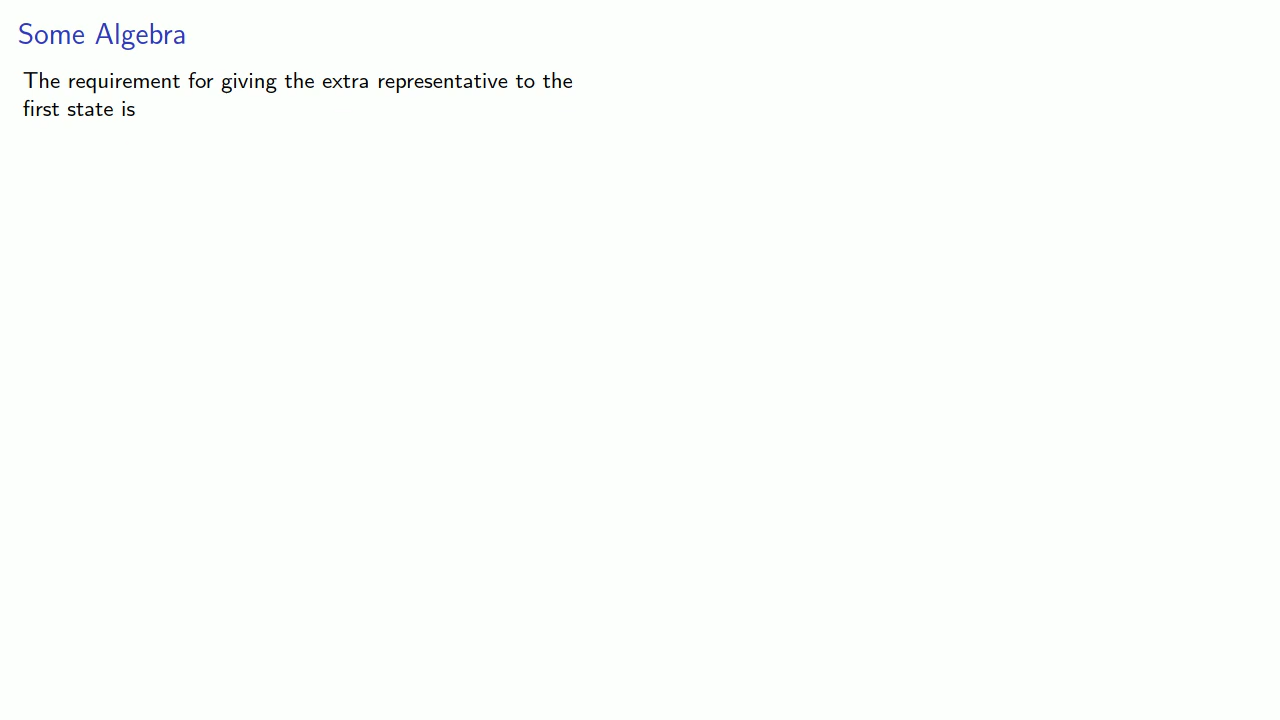 Some Algebra
The requirement for giving the extra representative to the
first state is